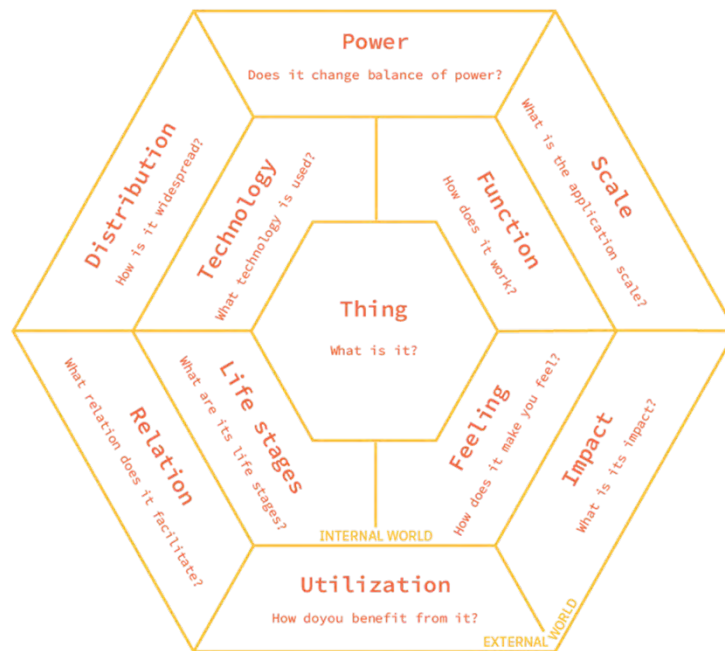 Power
Does it change balance of power?
Distribution
How is it widespread?
Technology
What technology is used?
Function
How does it work?
Scale
What is the application scale?
Thing
What is it?
Relation
What relation does it facilitate?
Life stages
What are its life stages?
Feeling
How does it make you feel?
Impact
What is its impact?
INTERNAL WORLD
Utilization
How doyou benefit from it?
EXTERNAL WORLD